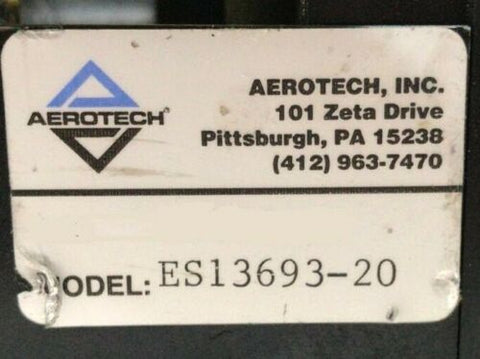 AEROTECH®
AEROTECH, INC.
101 Zeta Drive
Pittsburgh, PA 15238
(412) 963-7470
MODEL: ES13693-20